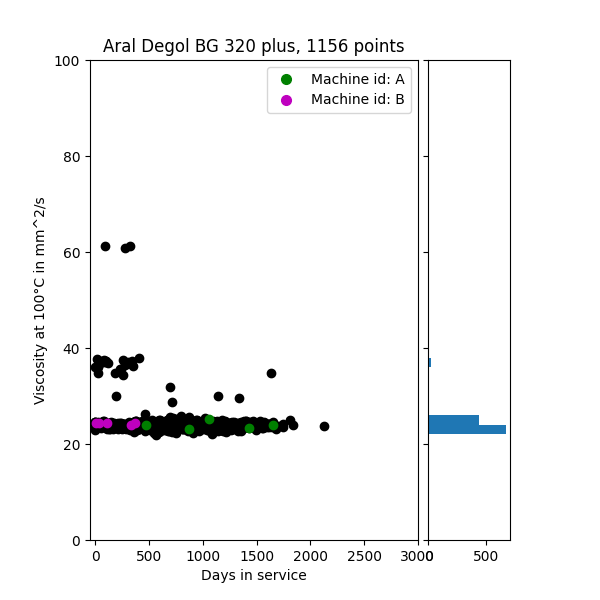 Aral Degol BG 320 plus, 1156 points
Machine id: A
Machine id: B
Viscosity at 100°C in mm^2/s
100
80
60
40
20
0
0 500 1000 1500 2000 2500 3000
0 500
Days in service